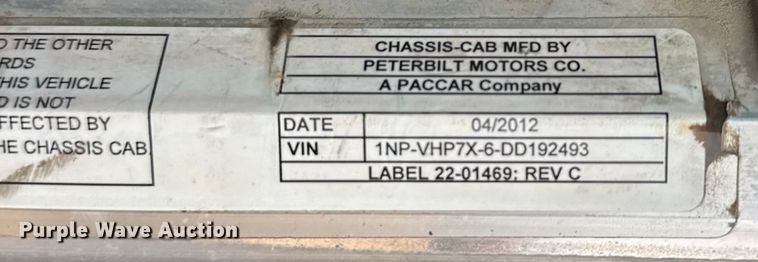 D THE OTHER
RDS
HIS VEHICLE
D IS NOT
FFECTED BY
HE CHASSIS CAB
CHASSIS-CAB MFD BY
PETERBILT MOTORS CO.
A PACCAR Company
DATE 04/2012
VIN 1NP-VHP7X-6-DD192493
LABEL 22-01469: REV C
Purple Wave Auction